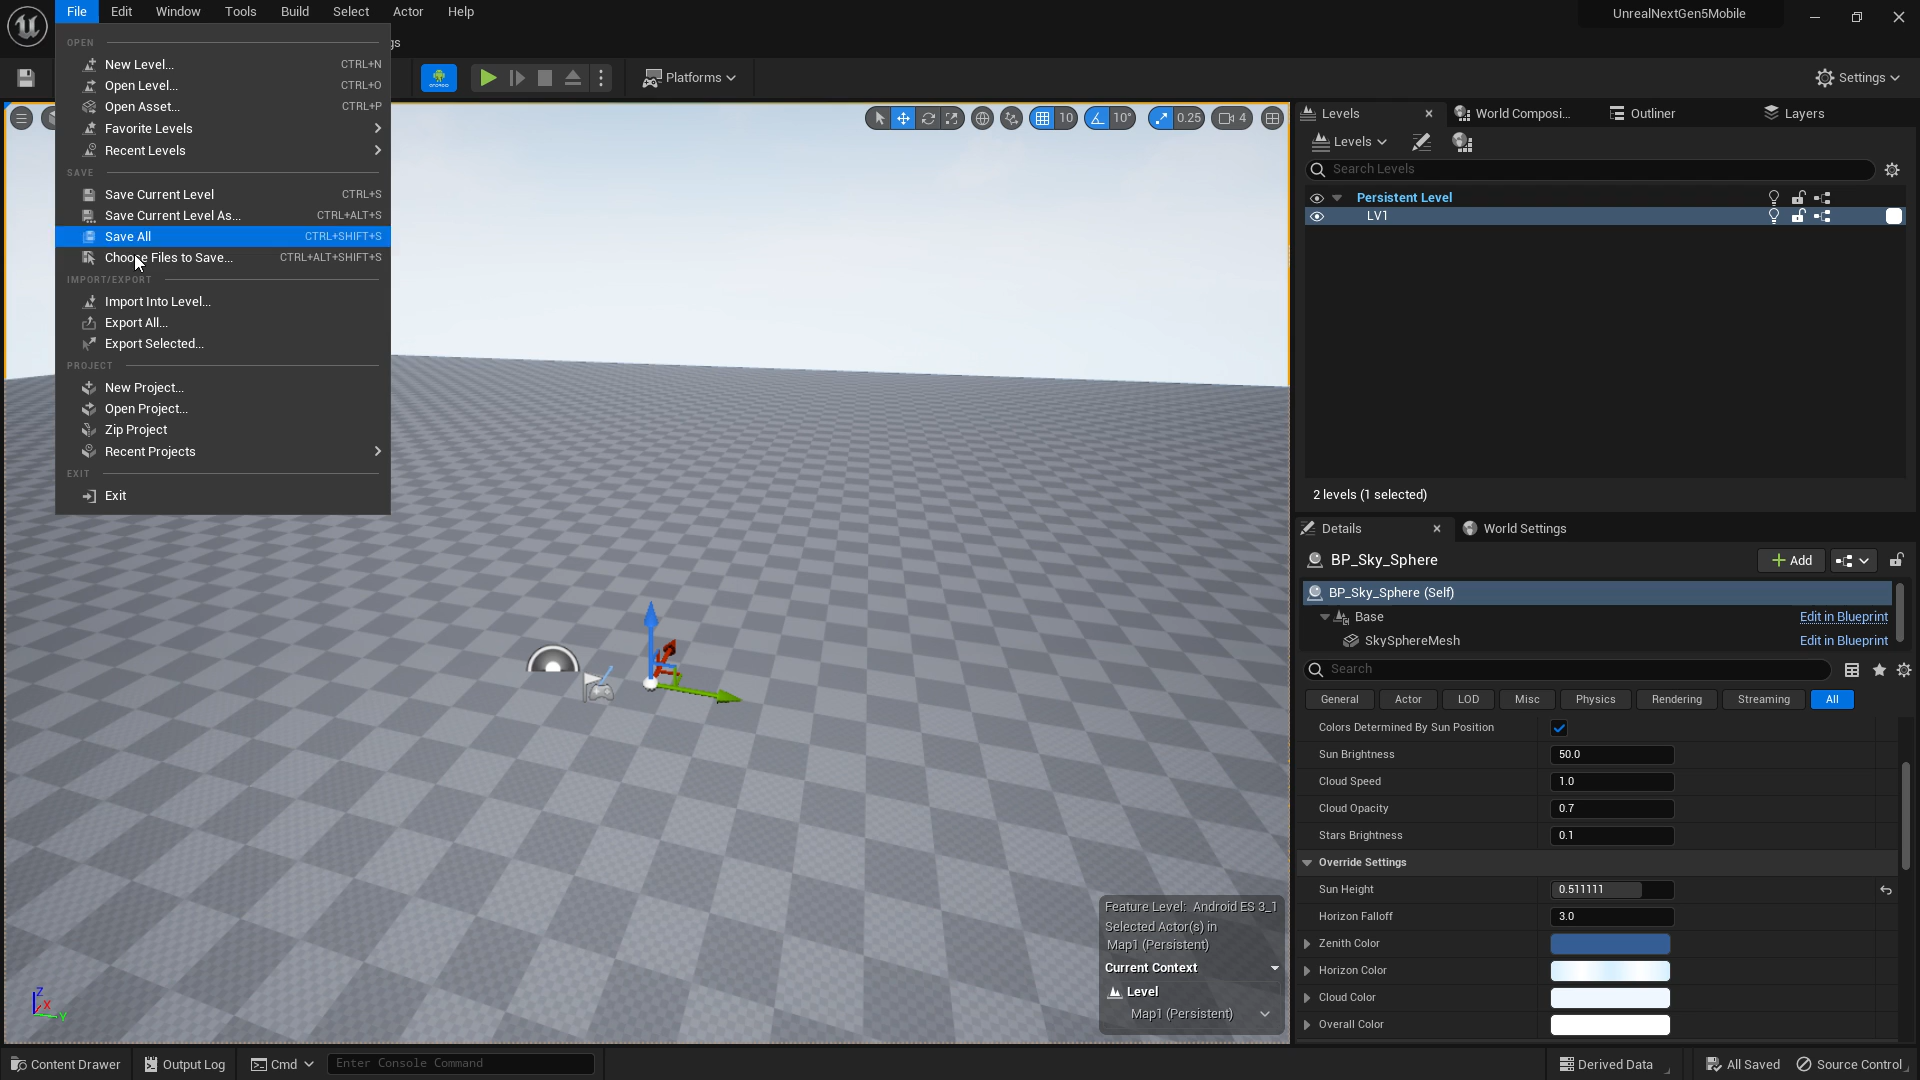 File Edit Window Tools Build Select Actor Help
UnrealNextGen5Mobile
gs
OPEN
New Level... CTRL+N
Open Level... CTRL+O
Open Asset... CTRL+P
Favorite Levels
Recent Levels
SAVE
Save Current Level CTRL+S
Save Current Level As... CTRL+ALT+S
Save All CTRL+SHIFT+S
Choose Files to Save... CTRL+ALT+SHIFT+S
IMPORT/EXPORT
Import Into Level...
Export All...
Export Selected...
PROJECT
New Project...
Open Project...
Zip Project
Recent Projects
EXIT
Exit
Platforms
Settings
10 10° 0.25 4
Feature Level: Android ES 3_1
Selected Actor(s) in
Map1 (Persistent)
Current Context
Level
Map1 (Persistent)
Z
X
Y
Levels World Composi... Outliner Layers
Levels
Search Levels
Persistent Level
LV1
2 levels (1 selected)
Details World Settings
BP_Sky_Sphere Add
BP_Sky_Sphere (Self)
Base Edit in Blueprint
SkySphereMesh Edit in Blueprint
Search
General Actor LOD Misc Physics Rendering Streaming All
Colors Determined By Sun Position
Sun Brightness 50.0
Cloud Speed 1.0
Cloud Opacity 0.7
Stars Brightness 0.1
Override Settings
Sun Height 0.511111
Horizon Falloff 3.0
Zenith Color
Horizon Color
Cloud Color
Overall Color
Content Drawer Output Log Cmd Enter Console Command Derived Data All Saved Source Control